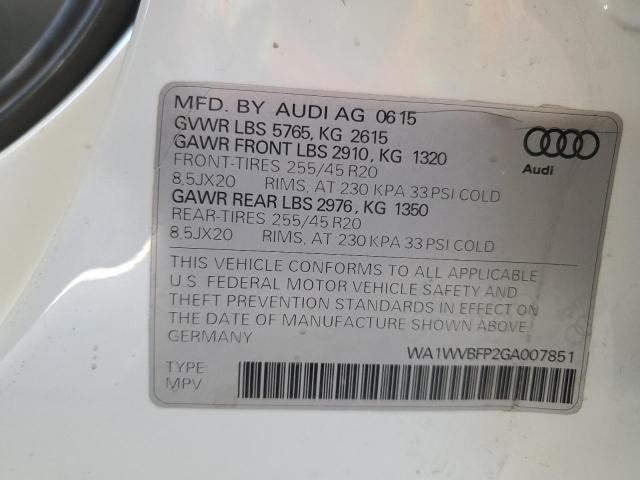 MFD. BY AUDI AG 06 15
GVWR LBS 5765, KG 2615
GAWR FRONT LBS 2910, KG 1320
FRONT-TIRES 255/45 R20
8,5JX20 RIMS, AT 230 KPA 33 PSI COLD
GAWR REAR LBS 2976, KG 1350
REAR-TIRES 255/45 R20
8,5JX20 RIMS, AT 230 KPA 33 PSI COLD
Audi
THIS VEHICLE CONFORMS TO ALL APPLICABLE
U.S. FEDERAL MOTOR VEHICLE SAFETY AND
THEFT PREVENTION STANDARDS IN EFFECT ON
THE DATE OF MANUFACTURE SHOWN ABOVE,
GERMANY
WA1WVBFP2GA007851
TYPE:
MPV